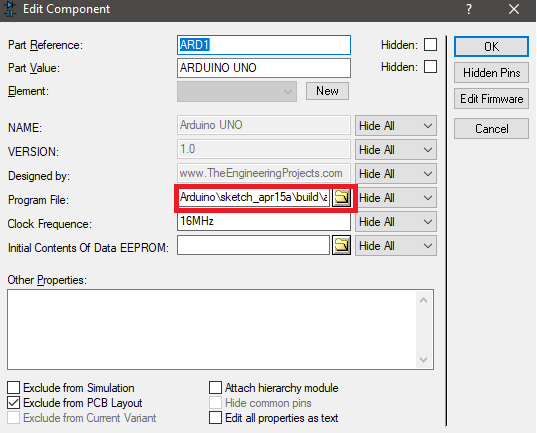 Edit Component
Part Reference: ARD1 Hidden:
Part Value: ARDUINO UNO Hidden:
Element: New
NAME: Arduino UNO Hide All
VERSION: 1.0 Hide All
Designed by: www.TheEngineeringProjects.com Hide All
Program File: Arduino\sketch_apr15a\build\a Hide All
Clock Frequence: 16MHz Hide All
Initial Contents Of Data EEPROM: Hide All
Other Properties:
Exclude from Simulation Attach hierarchy module
Exclude from PCB Layout Hide common pins
Exclude from Current Variant Edit all properties as text
OK
Hidden Pins
Edit Firmware
Cancel